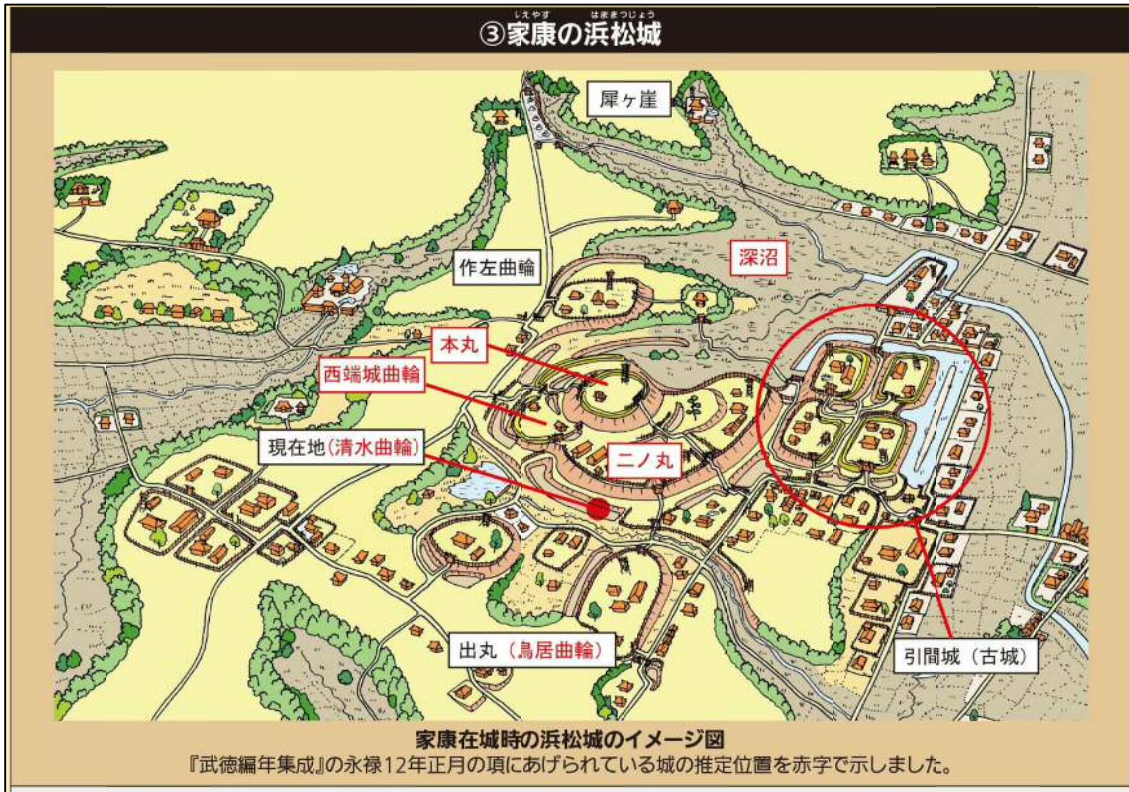 ③家康の浜松城
いえやす はままつじょう
犀ヶ崖
作左曲輪
深沼
本丸
西端城曲輪
現在地(清水曲輪)
二ノ丸
出丸(鳥居曲輪)
引間城(古城)
家康在城時の浜松城のイメージ図
『武徳編年集成』の永禄12年正月の項にあげられている城の推定位置を赤字で示しました。